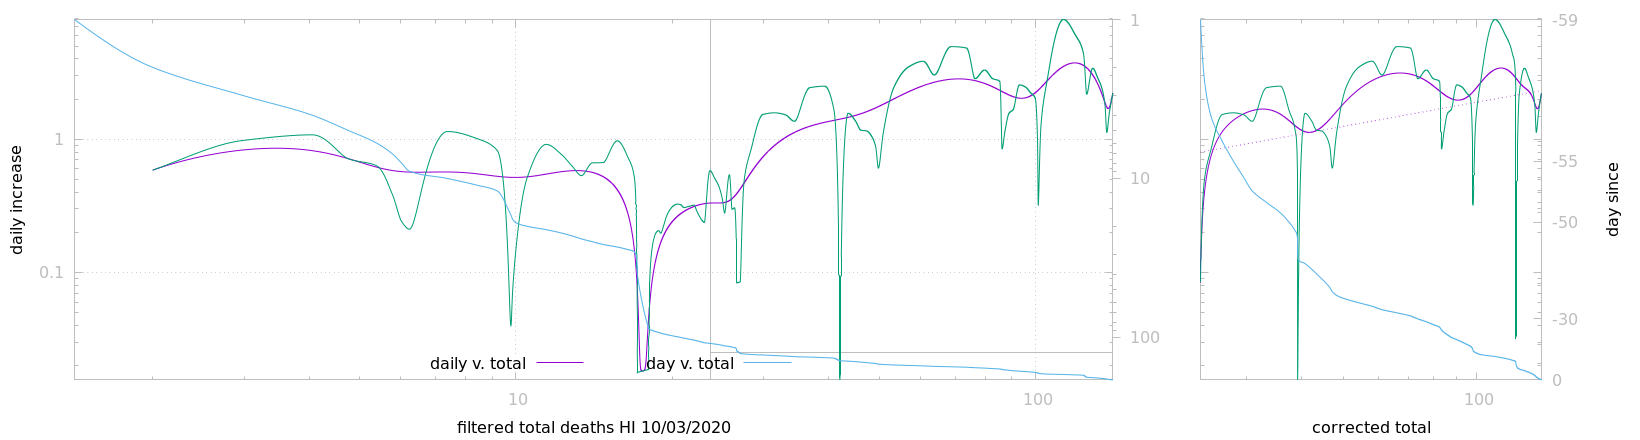 daily increase
1
0.1
10
100
1
10
100
daily v. total
day v. total
filtered total deaths HI 10/03/2020
-59
-55
-50
-30
0
100
day since
corrected total